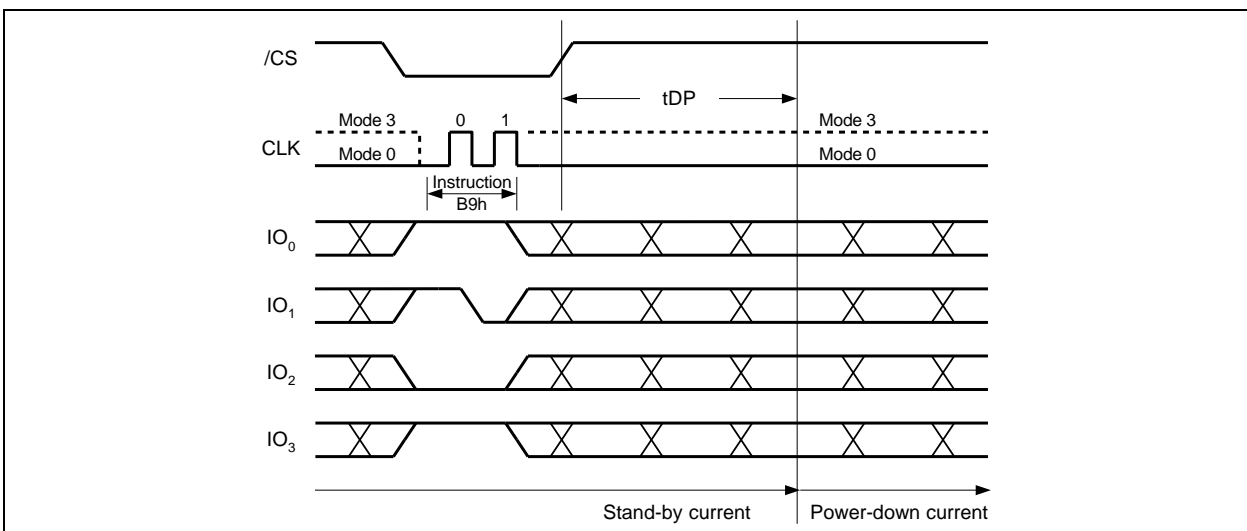 /CS
tDP
Mode 3 0 1 Mode 3
CLK
Mode 0 Mode 0
Instruction
B9h
IO0
IO1
IO2
IO3
Stand-by current Power-down current